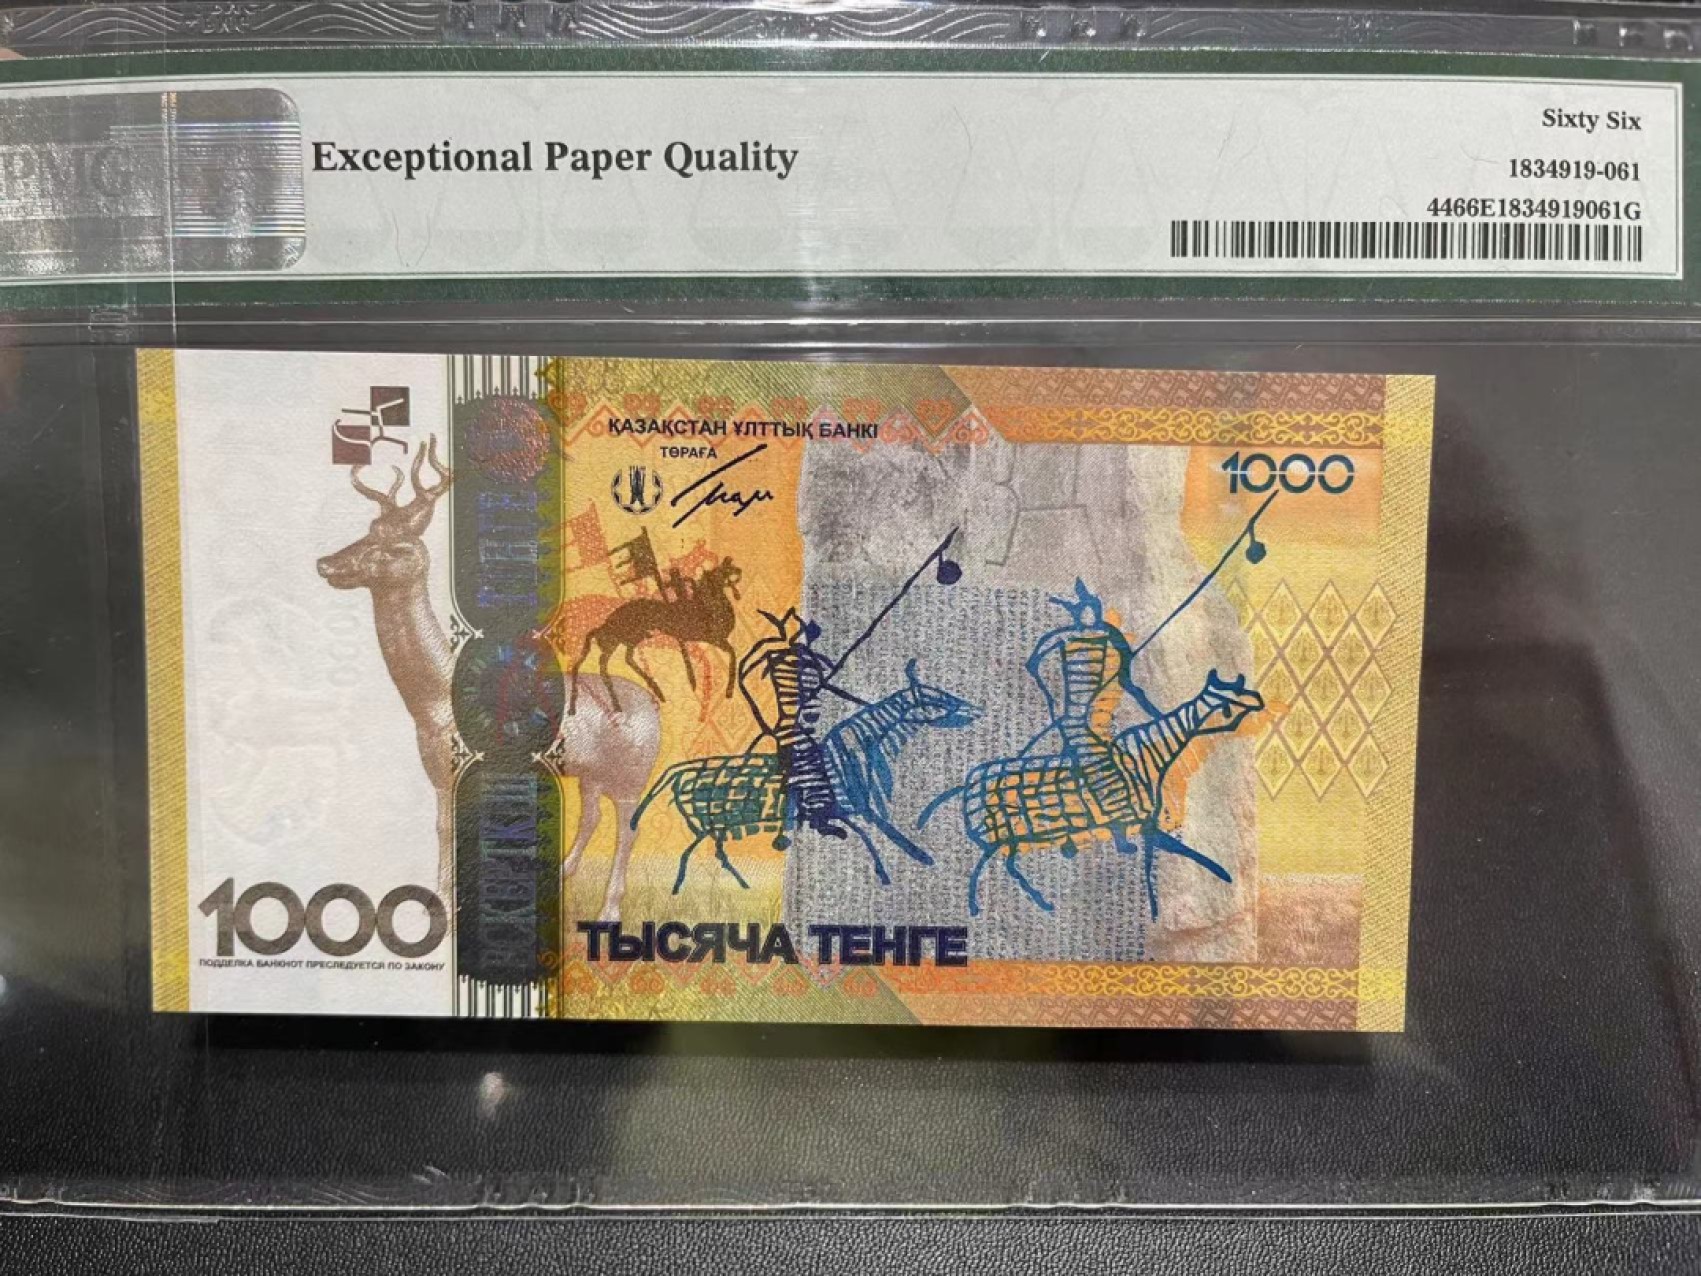 PMG
Exceptional Paper Quality
Sixty Six
1834919-061
4466E1834919061G
ҚАЗАҚСТАН ҰЛТТЫҚ БАНКІ
ТӨРАҒА
1000
1000
ПОДДЕЛКА БАНКНОТ ПРЕСЛЕДУЕТСЯ ПО ЗАКОНУ
ТЫСЯЧА ТЕНГЕ